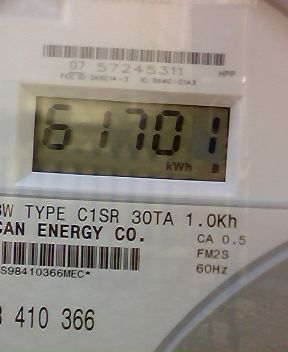 07 57245311 HPP
61701
kWh
TYPE C1SR 30TA 1.0Kh
CAN ENERGY CO.
CA 0.5
FM2S
60Hz
S98410366MEC*
410 366